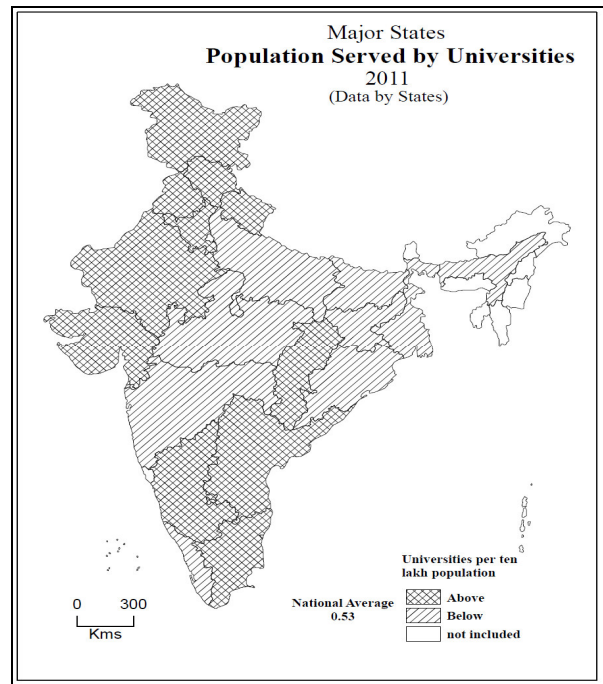 Major States
Population Served by Universities
2011
(Data by States)
Universities per ten
lakh population
Above
Below
not included
National Average
0.53
0 300
Kms